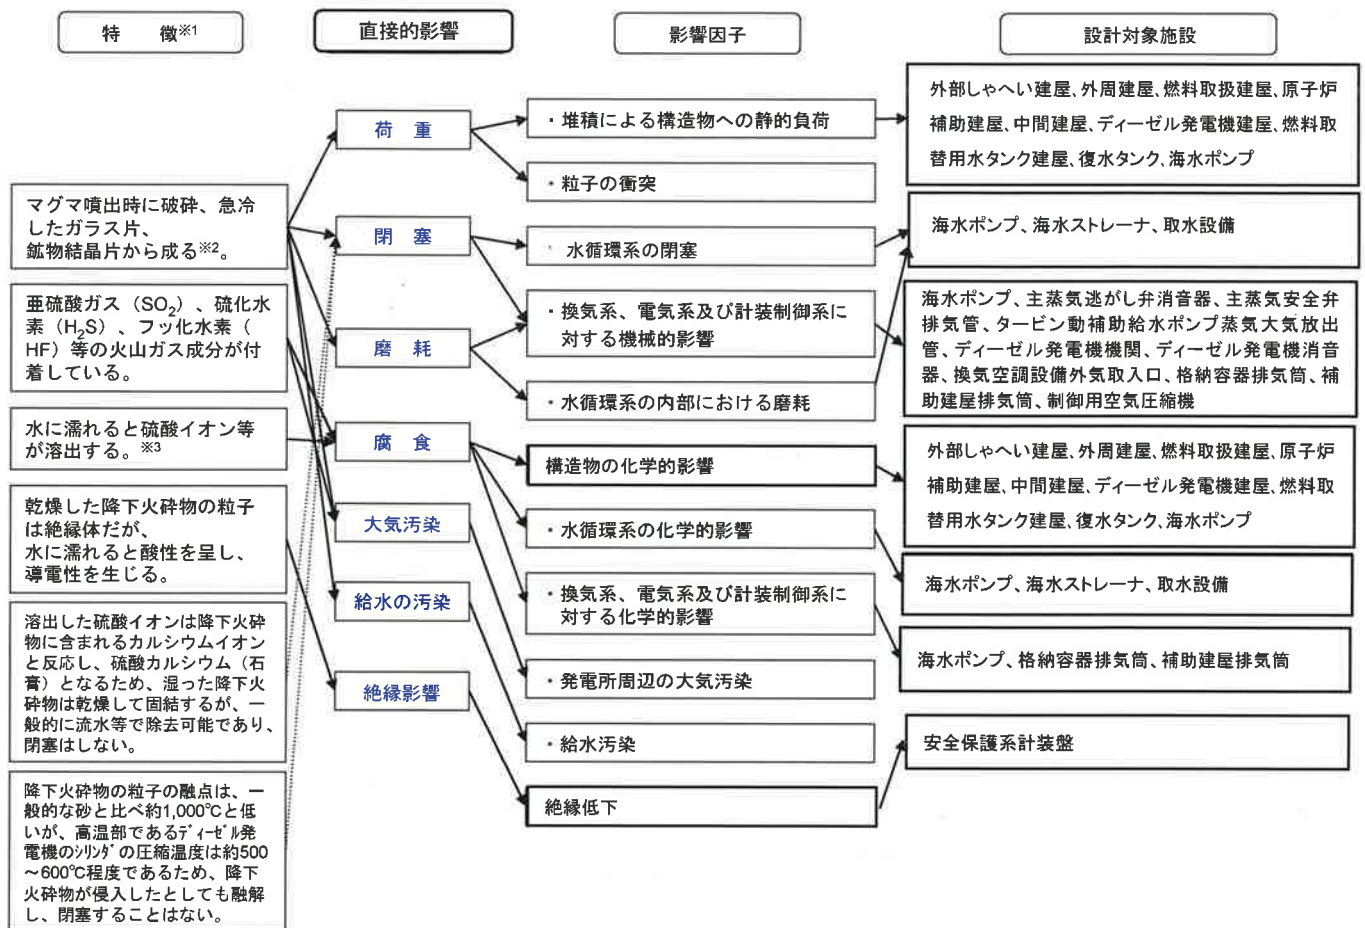 特　徴※1
直接的影響
影響因子
設計対象施設
マグマ噴出時に破砕、急冷
したガラス片、
鉱物結晶片から成る※2。
亜硫酸ガス（SO2）、硫化水
素（H2S）、フッ化水素（
HF）等の火山ガス成分が付
着している。
水に濡れると硫酸イオン等
が溶出する。※3
乾燥した降下火砕物の粒子
は絶縁体だが、
水に濡れると酸性を呈し、
導電性を生じる。
溶出した硫酸イオンは降下火砕
物に含まれるカルシウムイオン
と反応し、硫酸カルシウム（石
膏）となるため、湿った降下火
砕物は乾燥して固結するが、一
般的に流水等で除去可能であり、
閉塞はしない。
降下火砕物の粒子の融点は、一
般的な砂と比べ約1,000℃と低
いが、高温部であるﾃﾞｨｰｾﾞﾙ発
電機のｼﾘﾝﾀﾞの圧縮温度は約500
～600℃程度であるため、降下
火砕物が侵入したとしても融解
し、閉塞することはない。
荷　重
閉　塞
磨　耗
腐　食
大気汚染
給水の汚染
絶縁影響
・堆積による構造物への静的負荷
・粒子の衝突
・水循環系の閉塞
・換気系、電気系及び計装制御系に
対する機械的影響
・水循環系の内部における磨耗
構造物の化学的影響
・水循環系の化学的影響
・換気系、電気系及び計装制御系に
対する化学的影響
・発電所周辺の大気汚染
・給水汚染
絶縁低下
外部しゃへい建屋、外周建屋、燃料取扱建屋、原子炉
補助建屋、中間建屋、ディーゼル発電機建屋、燃料取
替用水タンク建屋、復水タンク、海水ポンプ
海水ポンプ、海水ストレーナ、取水設備
海水ポンプ、主蒸気逃がし弁消音器、主蒸気安全弁
排気管、タービン動補助給水ポンプ蒸気大気放出
管、ディーゼル発電機機関、ディーゼル発電機消音
器、換気空調設備外気取入口、格納容器排気筒、補
助建屋排気筒、制御用空気圧縮機
外部しゃへい建屋、外周建屋、燃料取扱建屋、原子炉
補助建屋、中間建屋、ディーゼル発電機建屋、燃料取
替用水タンク建屋、復水タンク、海水ポンプ
海水ポンプ、海水ストレーナ、取水設備
海水ポンプ、格納容器排気筒、補助建屋排気筒
安全保護系計装盤